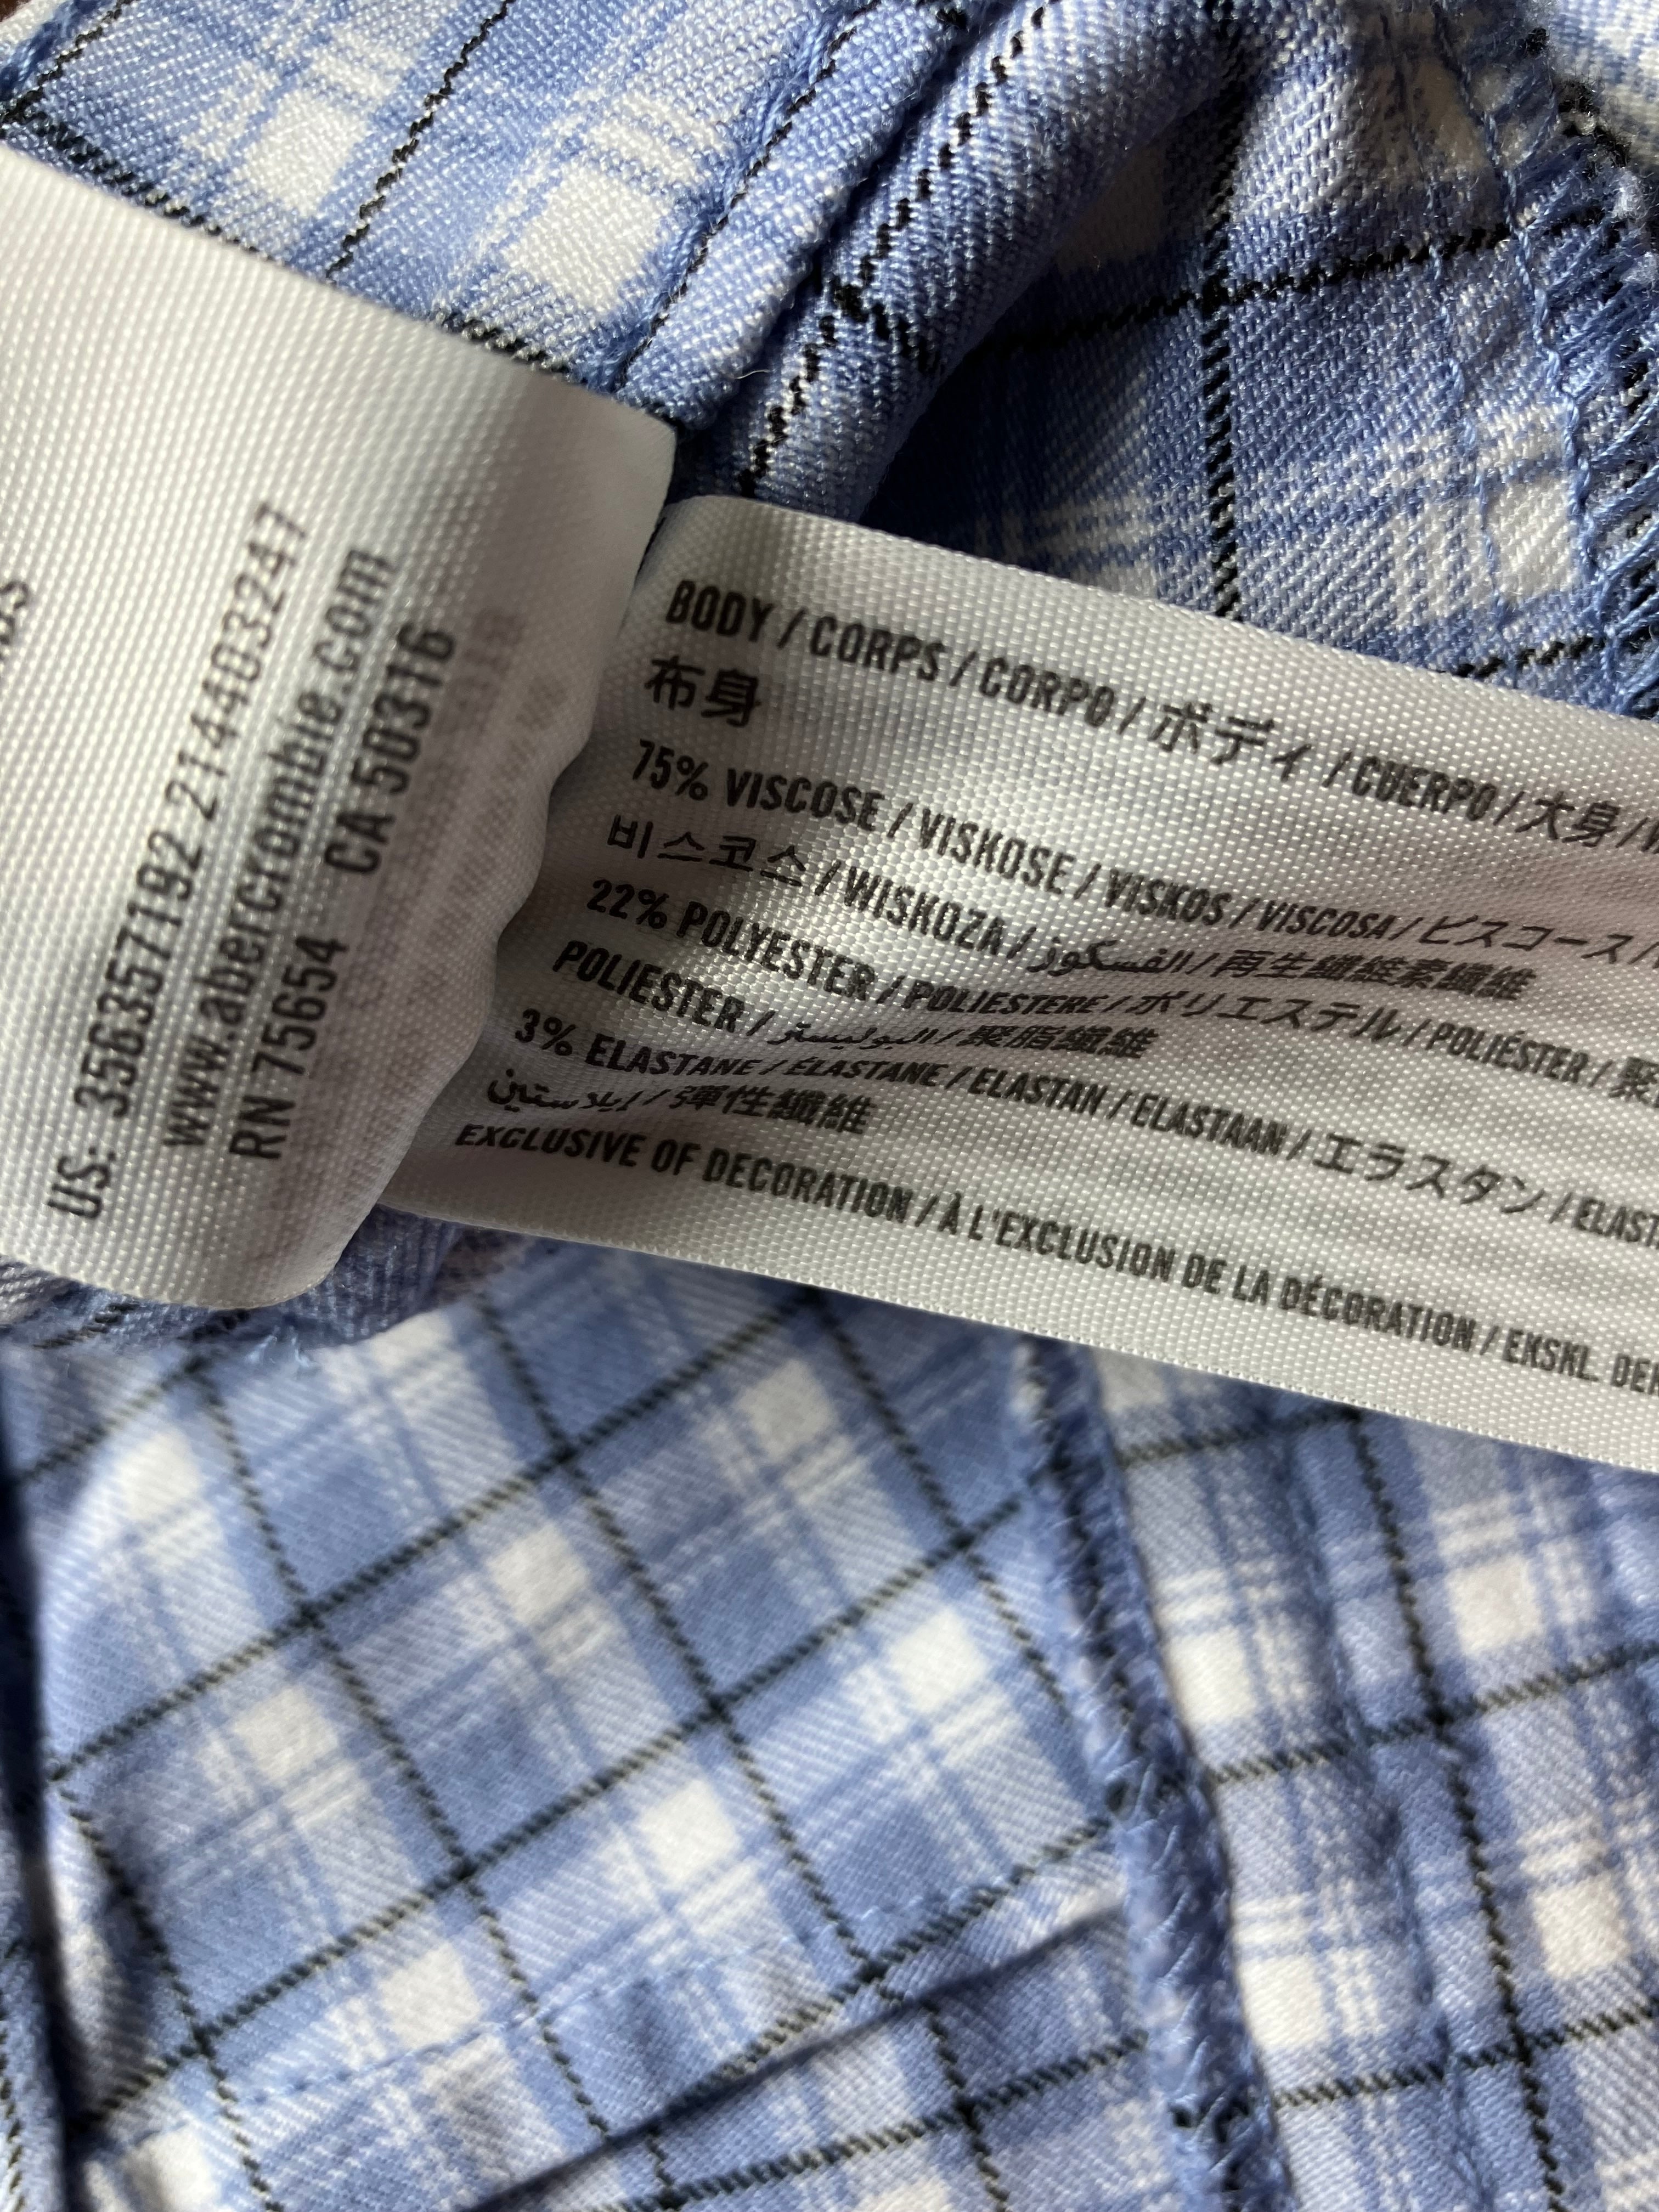 US: 356357192 214403247
www.abercrombie.com
RN 75654 CA 50316
BODY / CORPS / CORPO / ボディ / CUERPO / 大身 /
布身
75% VISCOSE / VISKOSE / VISKOS / VISCOSA / ビスコース /
비스코스 / WISKOZA / الفسكوز / 再生纖維素纖維
22% POLYESTER / POLIESTERE / ポリエステル / POLIÉSTER / 聚
POLIESTER / البوليستر / 聚脂纖維
3% ELASTANE / ÉLASTANE / ELASTAN / ELASTAAN / エラスタン / ELAST
إيلاستين / 彈性纖維
EXCLUSIVE OF DECORATION / À L'EXCLUSION DE LA DÉCORATION / EKSKL. DER